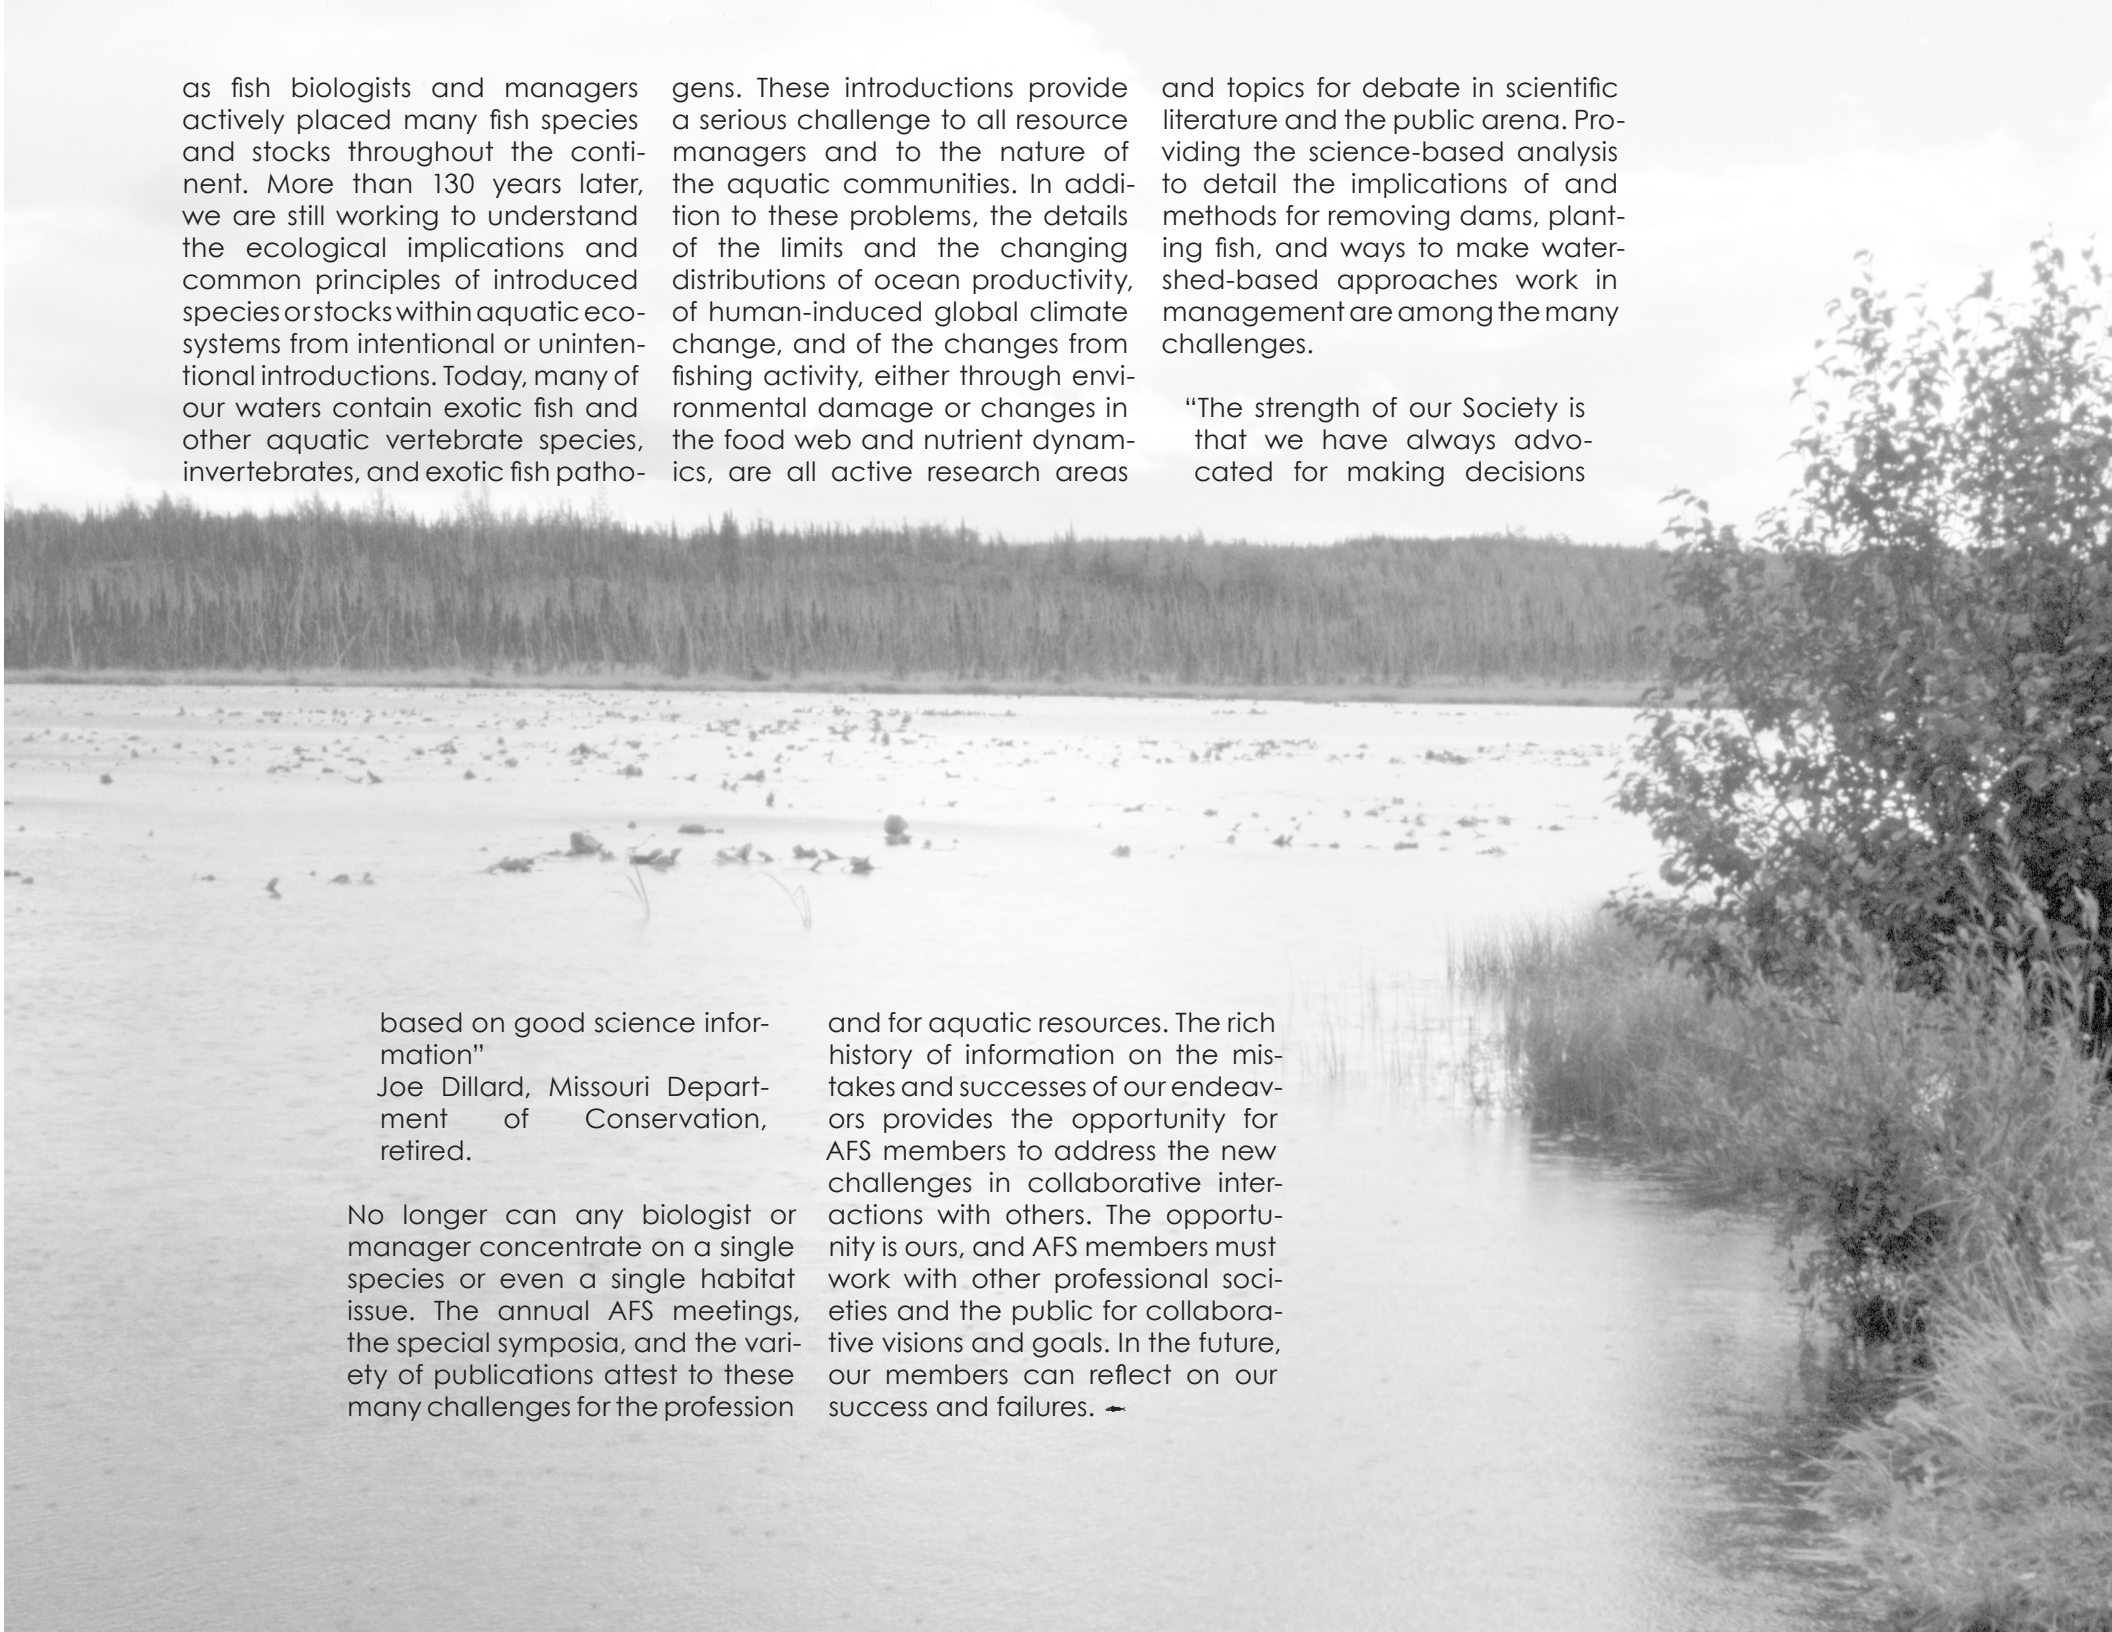 as fish biologists and managers
actively placed many fish species
and stocks throughout the conti-
nent. More than 130 years later,
we are still working to understand
the ecological implications and
common principles of introduced
species or stocks within aquatic eco-
systems from intentional or uninten-
tional introductions. Today, many of
our waters contain exotic fish and
other aquatic vertebrate species,
invertebrates, and exotic fish patho-
gens. These introductions provide
a serious challenge to all resource
managers and to the nature of
the aquatic communities. In addi-
tion to these problems, the details
of the limits and the changing
distributions of ocean productivity,
of human-induced global climate
change, and of the changes from
fishing activity, either through envi-
ronmental damage or changes in
the food web and nutrient dynam-
ics, are all active research areas
and topics for debate in scientific
literature and the public arena. Pro-
viding the science-based analysis
to detail the implications of and
methods for removing dams, plant-
ing fish, and ways to make water-
shed-based approaches work in
management are among the many
challenges.
“The strength of our Society is
that we have always advo-
cated for making decisions
based on good science infor-
mation”
Joe Dillard, Missouri Depart-
ment of Conservation,
retired.
No longer can any biologist or
manager concentrate on a single
species or even a single habitat
issue. The annual AFS meetings,
the special symposia, and the vari-
ety of publications attest to these
many challenges for the profession
and for aquatic resources. The rich
history of information on the mis-
takes and successes of our endeav-
ors provides the opportunity for
AFS members to address the new
challenges in collaborative inter-
actions with others. The opportu-
nity is ours, and AFS members must
work with other professional soci-
eties and the public for collabora-
tive visions and goals. In the future,
our members can reflect on our
success and failures.